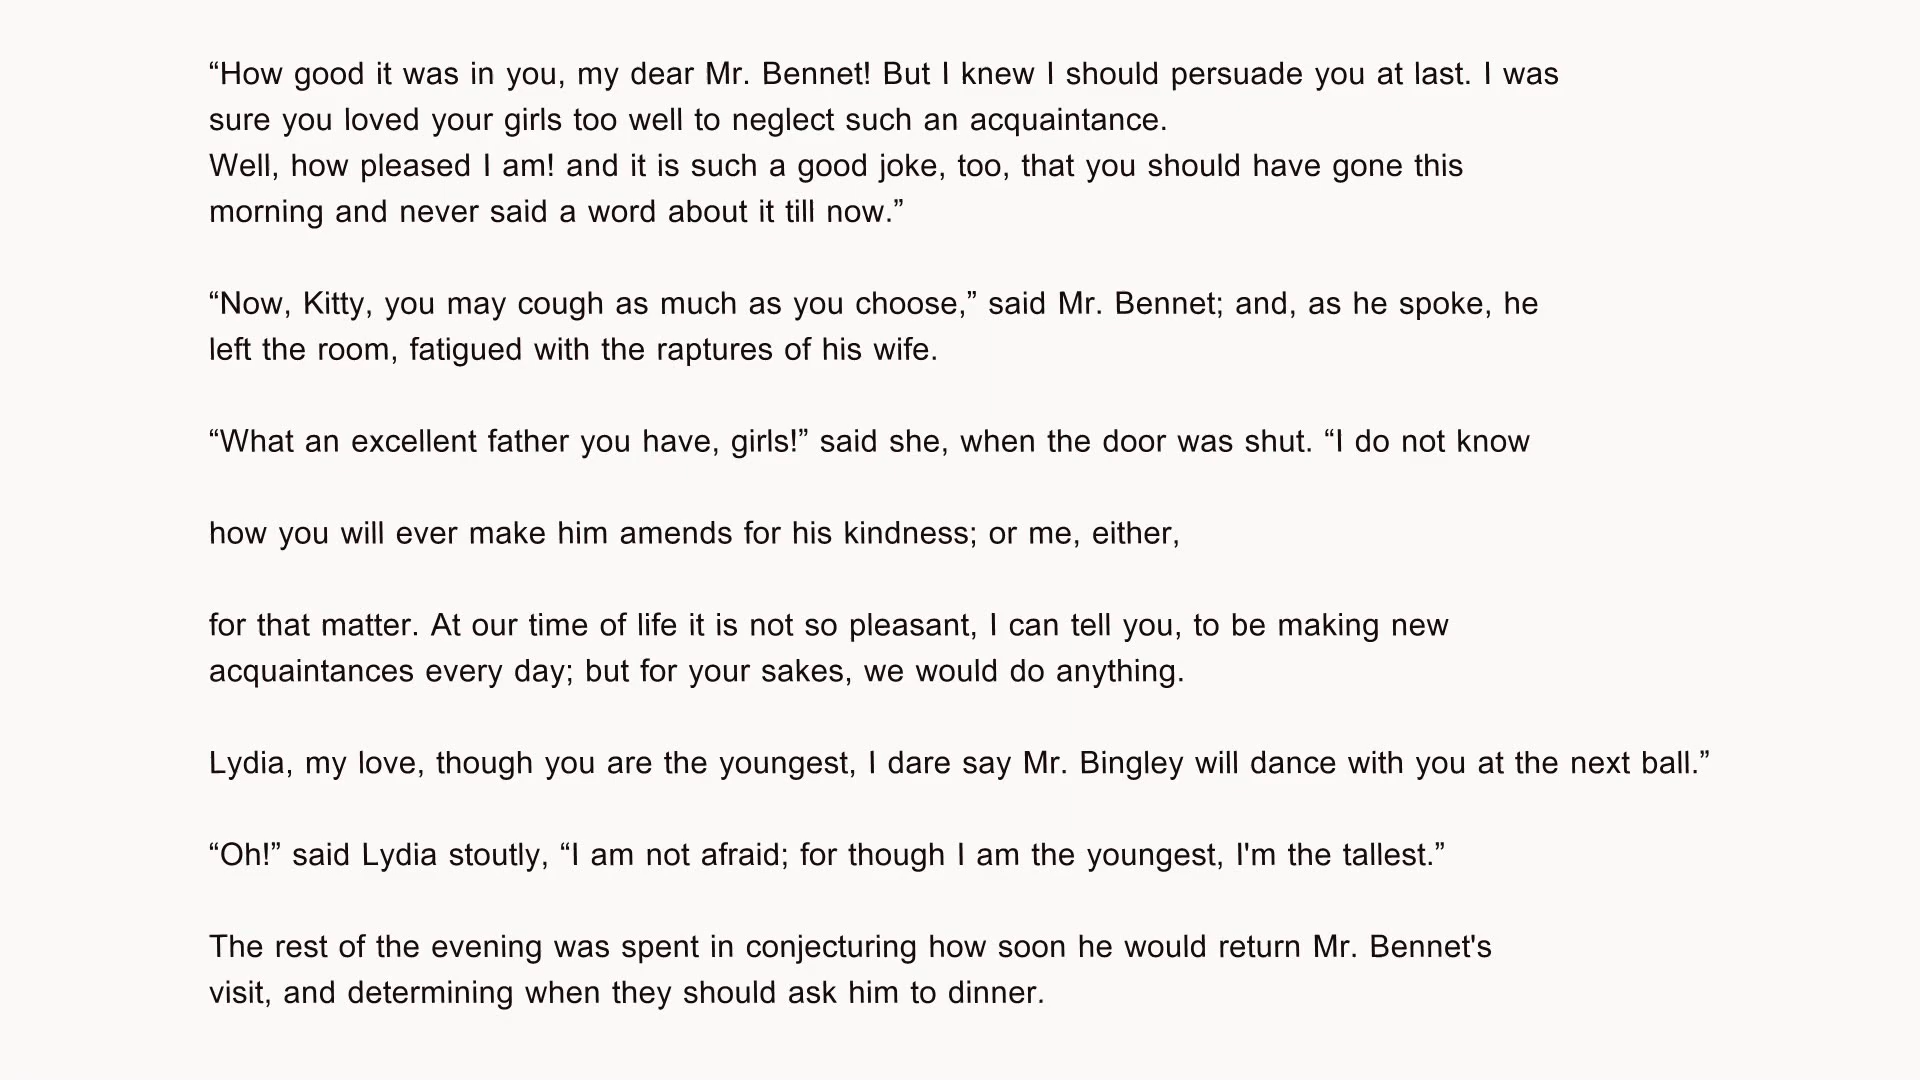 “How good it was in you, my dear Mr. Bennet! But I knew I should persuade you at last. I was
sure you loved your girls too well to neglect such an acquaintance.
Well, how pleased I am! and it is such a good joke, too, that you should have gone this
morning and never said a word about it till now.”
“Now, Kitty, you may cough as much as you choose,” said Mr. Bennet; and, as he spoke, he
left the room, fatigued with the raptures of his wife.
“What an excellent father you have, girls!” said she, when the door was shut. “I do not know
how you will ever make him amends for his kindness; or me, either,
for that matter. At our time of life it is not so pleasant, I can tell you, to be making new
acquaintances every day; but for your sakes, we would do anything.
Lydia, my love, though you are the youngest, I dare say Mr. Bingley will dance with you at the next ball.”
“Oh!” said Lydia stoutly, “I am not afraid; for though I am the youngest, I'm the tallest.”
The rest of the evening was spent in conjecturing how soon he would return Mr. Bennet's
visit, and determining when they should ask him to dinner.